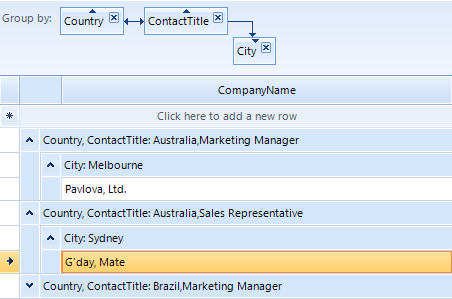 Group by: Country ContactTitle
City
CompanyName
Click here to add a new row
Country, ContactTitle: Australia,Marketing Manager
City: Melbourne
Pavlova, Ltd.
Country, ContactTitle: Australia,Sales Representative
City: Sydney
G'day, Mate
Country, ContactTitle: Brazil,Marketing Manager